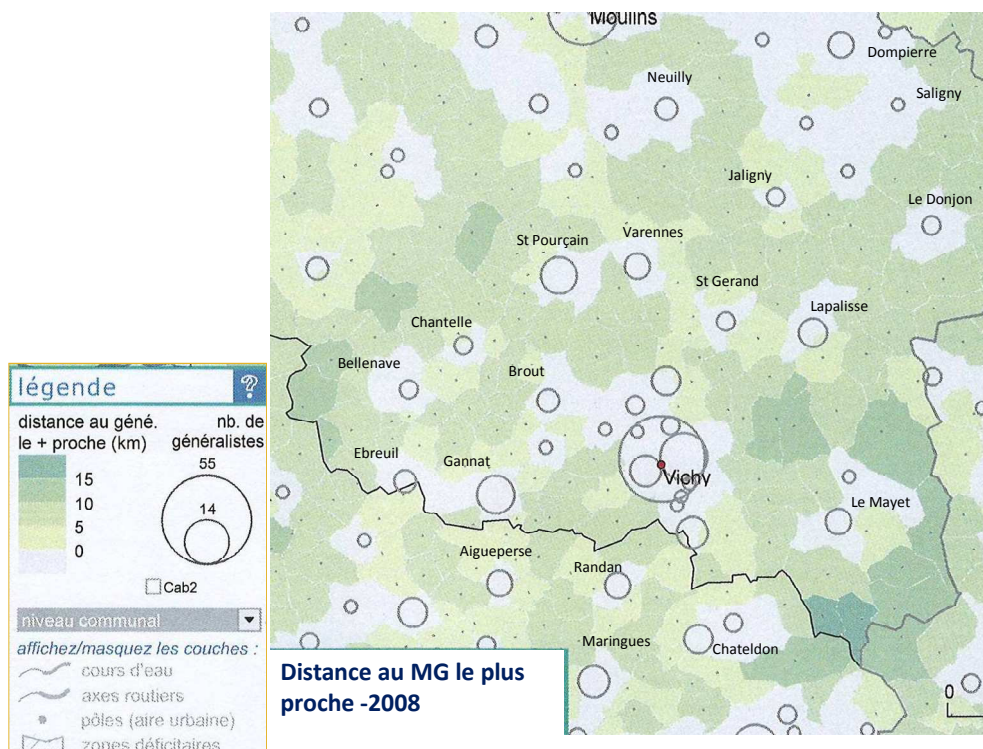 Moulins
Dompierre
Neuilly
Saligny
Jaligny
Le Donjon
St Pourçain
Varennes
St Gerand
Lapalisse
Chantelle
Bellenave
Brout
Ebreuil
Gannat
Vichy
Le Mayet
Aigueperse
Randan
Maringues
Chateldon
0
Distance au MG le plus
proche -2008
légende ?
distance au géné.
le + proche (km)
nb. de
généralistes
15
10
5
0
55
14
Cab2
niveau communal
affichez/masquez les couches :
cours d'eau
axes routiers
pôles (aire urbaine)
zones déficitaires